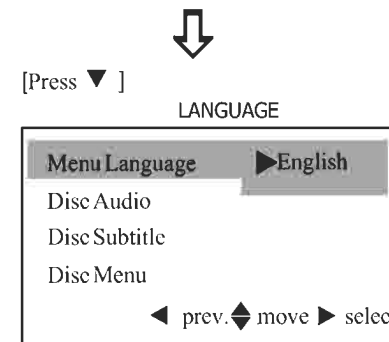 [Press ▼ ]
LANGUAGE
Menu Language ▶English
Disc Audio
Disc Subtitle
Disc Menu
◀ prev. ◆ move ▶ selec